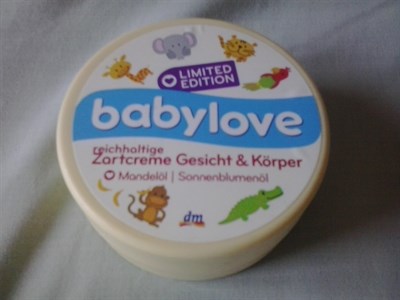 LIMITED
EDITION
babylove
reichhaltige
Zartcreme Gesicht & Körper
Mandelöl | Sonnenblumenöl
dm